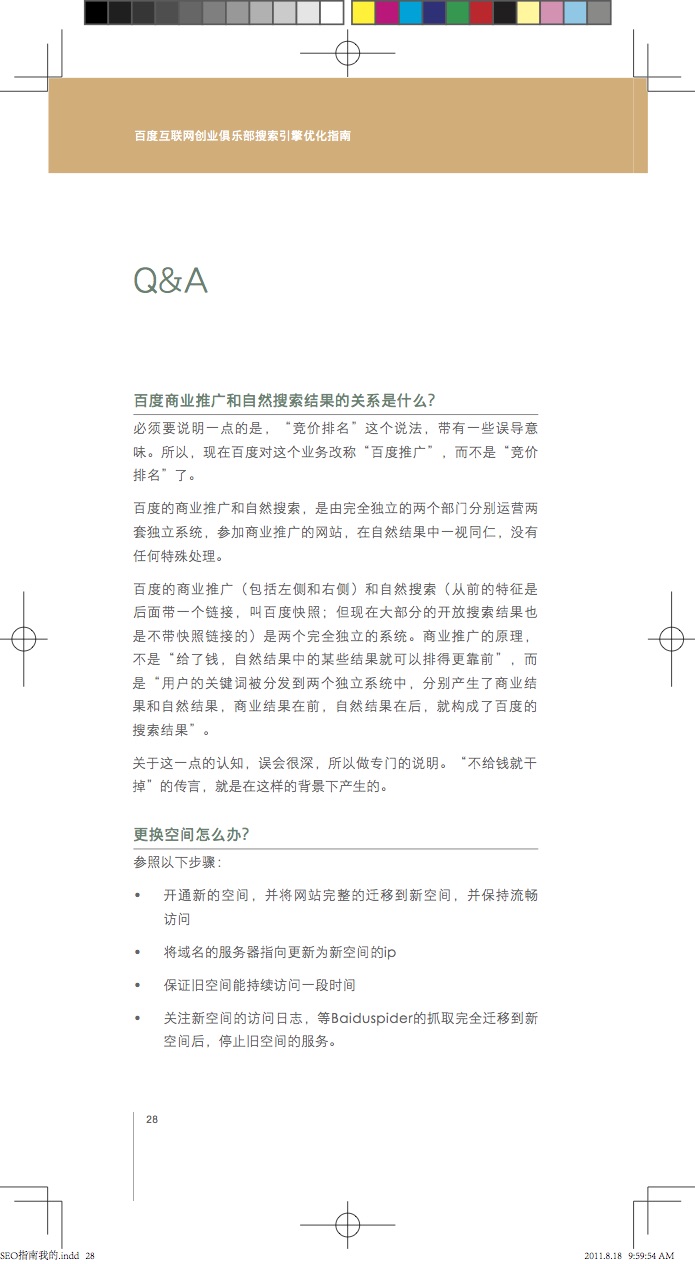 百度互联网创业俱乐部搜索引擎优化指南
Q&A
百度商业推广和自然搜索结果的关系是什么？
必须要说明一点的是，“竞价排名”这个说法，带有一些误导意
味。所以，现在百度对这个业务改称“百度推广”，而不是“竞价
排名”了。
百度的商业推广和自然搜索，是由完全独立的两个部门分别运营两
套独立系统，参加商业推广的网站，在自然结果中一视同仁，没有
任何特殊处理。
百度的商业推广（包括左侧和右侧）和自然搜索（从前的特征是
后面带一个链接，叫百度快照；但现在大部分的开放搜索结果也
是不带快照链接的）是两个完全独立的系统。商业推广的原理，
不是“给了钱，自然结果中的某些结果就可以排得更靠前”，而
是“用户的关键词被分发到两个独立系统中，分别产生了商业结
果和自然结果，商业结果在前，自然结果在后，就构成了百度的
搜索结果”。
关于这一点的认知，误会很深，所以做专门的说明。“不给钱就干
掉”的传言，就是在这样的背景下产生的。
更换空间怎么办？
参照以下步骤：
• 开通新的空间，并将网站完整的迁移到新空间，并保持流畅
访问
• 将域名的服务器指向更新为新空间的ip
• 保证旧空间能持续访问一段时间
• 关注新空间的访问日志，等Baiduspider的抓取完全迁移到新
空间后，停止旧空间的服务。
28
SEO指南我的.indd 28
2011.8.18 9:59:54 AM